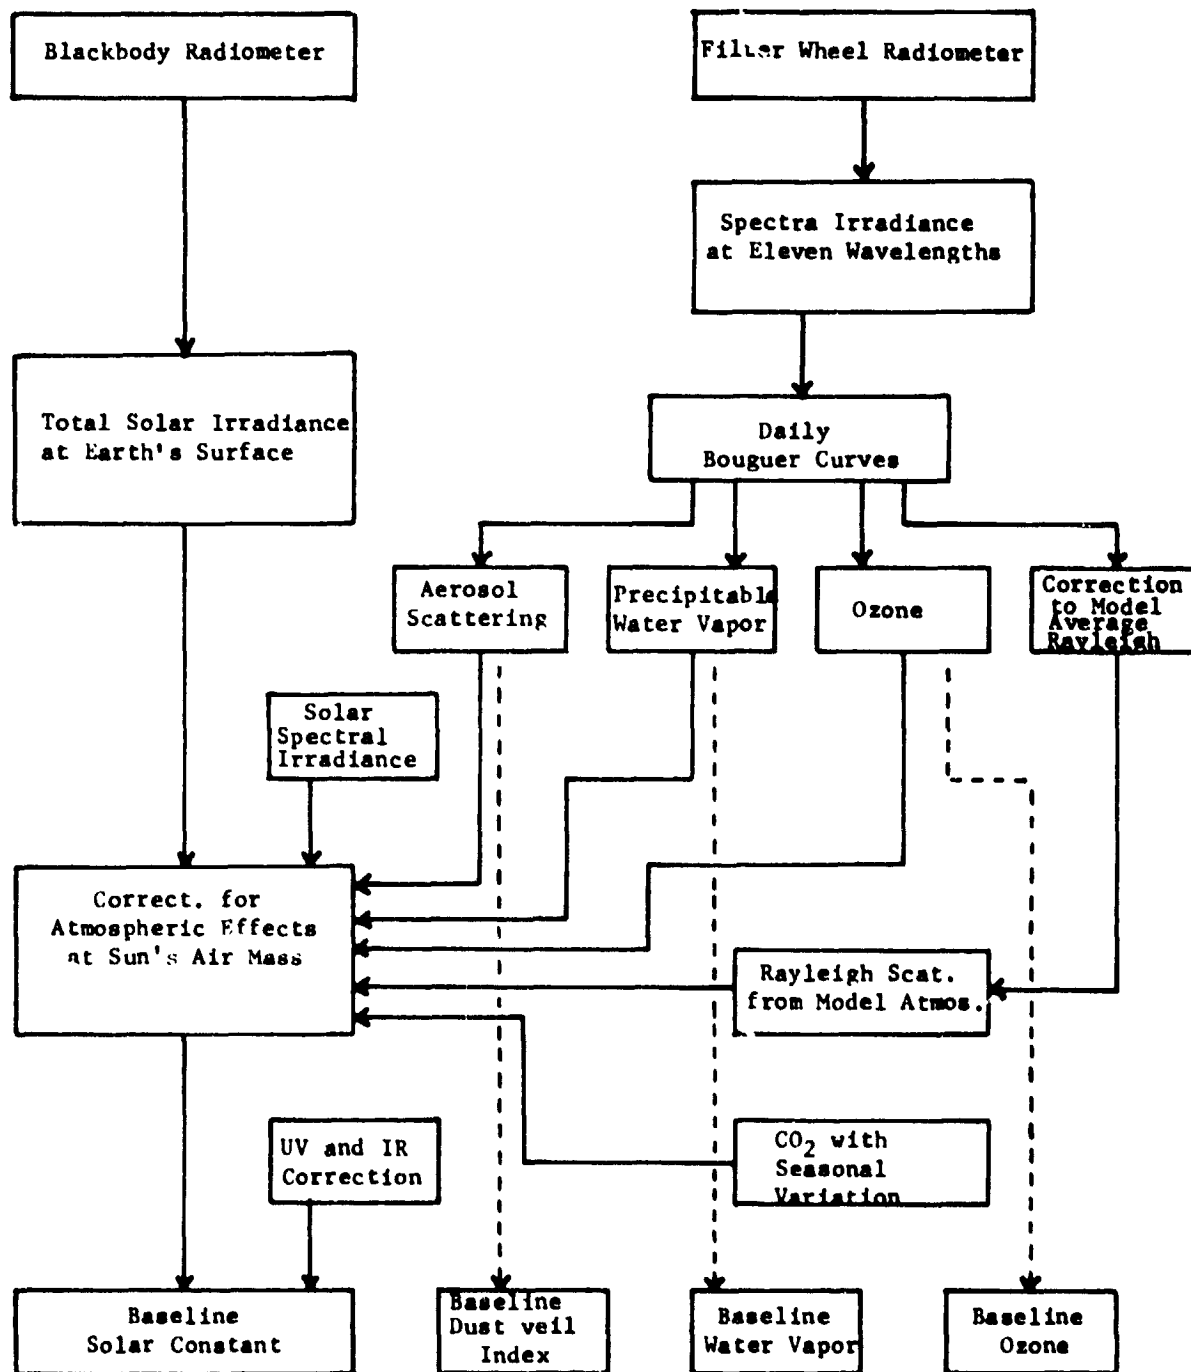 Blackbody Radiometer
Filter Wheel Radiometer
Spectra Irradiance
at Eleven Wavelengths
Total Solar Irradiance
at Earth's Surface
Daily
Bouguer Curves
Aerosol
Scattering
Precipitable
Water Vapor
Ozone
Correction
to Model
Average
Rayleigh
Solar
Spectral
Irradiance
Correct. for
Atmospheric Effects
at Sun's Air Mass
Rayleigh Scat.
from Model Atmos.
UV and IR
Correction
CO2 with
Seasonal
Variation
Baseline
Solar Constant
Baseline
Dust veil
Index
Baseline
Water Vapor
Baseline
Ozone